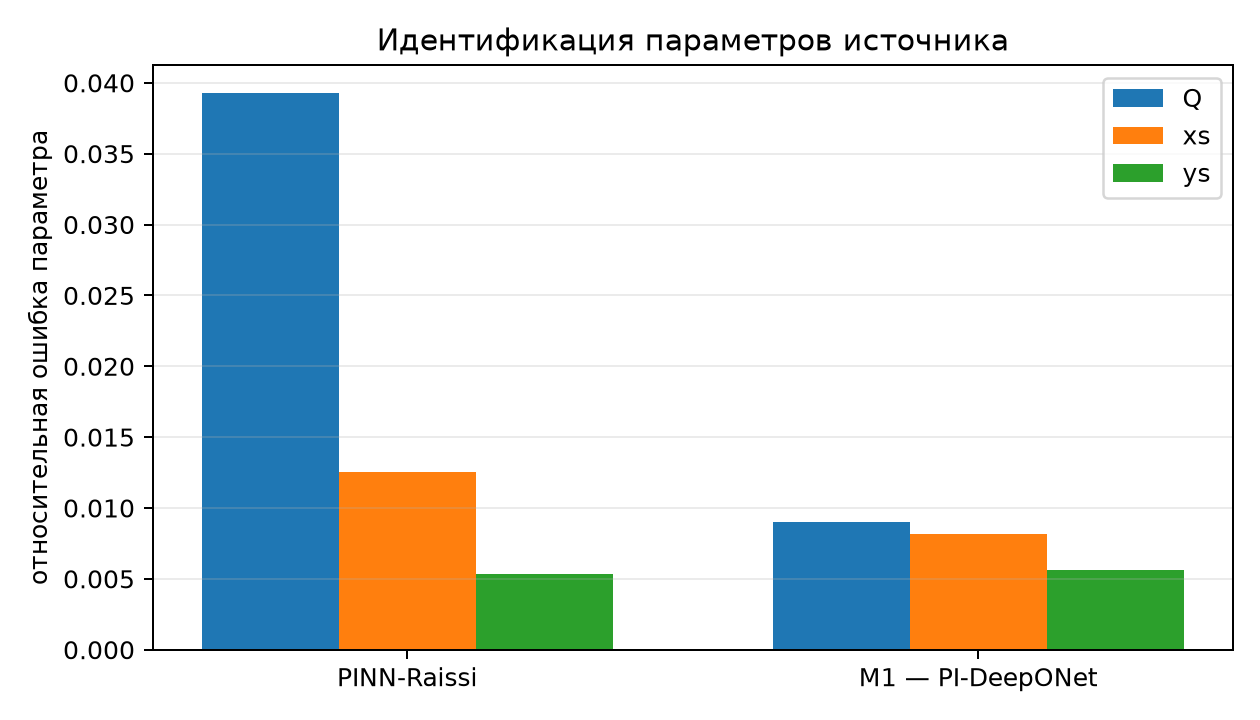 Идентификация параметров источника
относительная ошибка параметра
0.040
0.035
0.030
0.025
0.020
0.015
0.010
0.005
0.000
Q
xs
ys
PINN-Raissi
M1 — PI-DeepONet